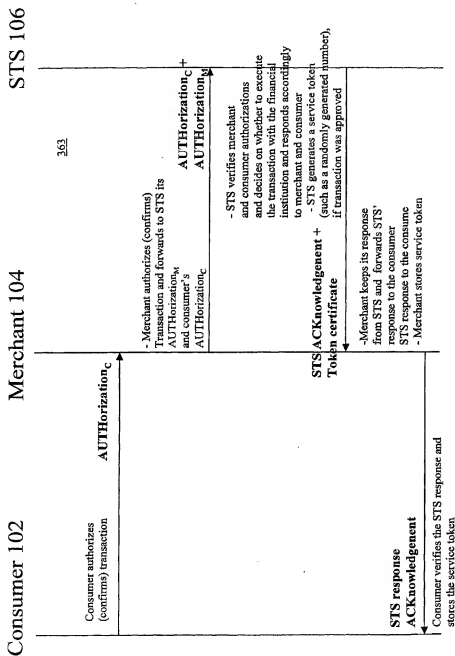 Consumer 102
Merchant 104
STS 106
363
Consumer authorizes
(confirms) transaction
AUTHorization_C
- Merchant authorizes (confirms)
Transaction and forwards to STS its
AUTHorization_M
and consumer's
AUTHorization_C
AUTHorization_C +
AUTHorization_M
- STS verifies merchant
and consumer authorizations
and decides on whether to execute
the transaction with the financial
institution and responds accordingly
to merchant and consumer
- STS generates a service token
(such as a randomly generated number),
if transaction was approved
STS ACKnowledgenent +
Token certificate
-Merchant keeps its response
from STS and forwards STS'
response to the consumer
STS response to the consume
- Merchant stores service token
STS response
ACKnowledgenent
Consumer verifies the STS response and
stores the service token